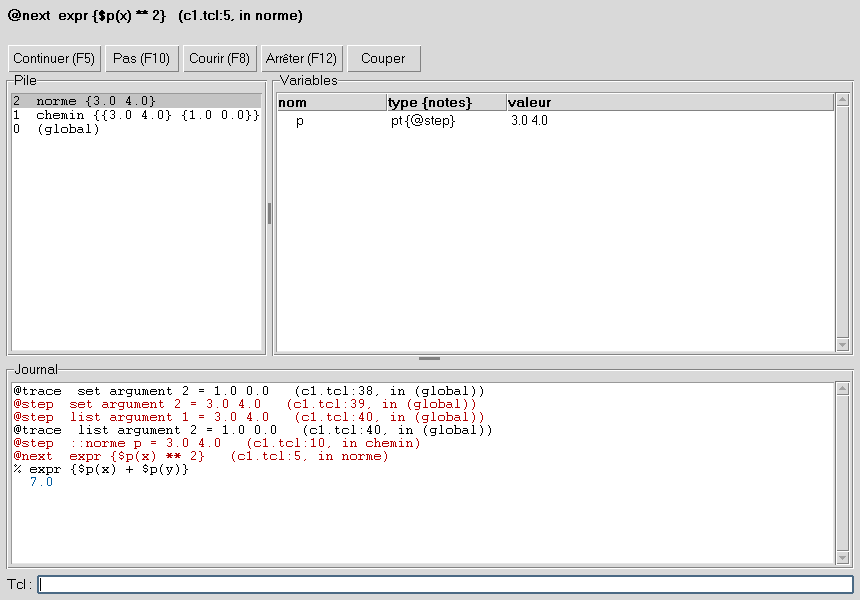 @next  expr {$p(x) ** 2}   (c1.tcl:5, in norme)
Continuer (F5) Pas (F10) Courir (F8) Arrêter (F12) Couper
Pile
2  norme {3.0 4.0}
1  chemin {{3.0 4.0} {1.0 0.0}}
0  (global)
Variables
nom type {notes} valeur
p pt {@step} 3.0 4.0
Journal
@trace  set argument 2 = 1.0 0.0   (c1.tcl:38, in (global))
@step  set argument 2 = 3.0 4.0   (c1.tcl:39, in (global))
@step  list argument 1 = 3.0 4.0   (c1.tcl:40, in (global))
@trace  list argument 2 = 1.0 0.0   (c1.tcl:40, in (global))
@step  ::norme p = 3.0 4.0   (c1.tcl:10, in chemin)
@next  expr {$p(x) ** 2}   (c1.tcl:5, in norme)
% expr {$p(x) + $p(y)}
7.0
Tcl :